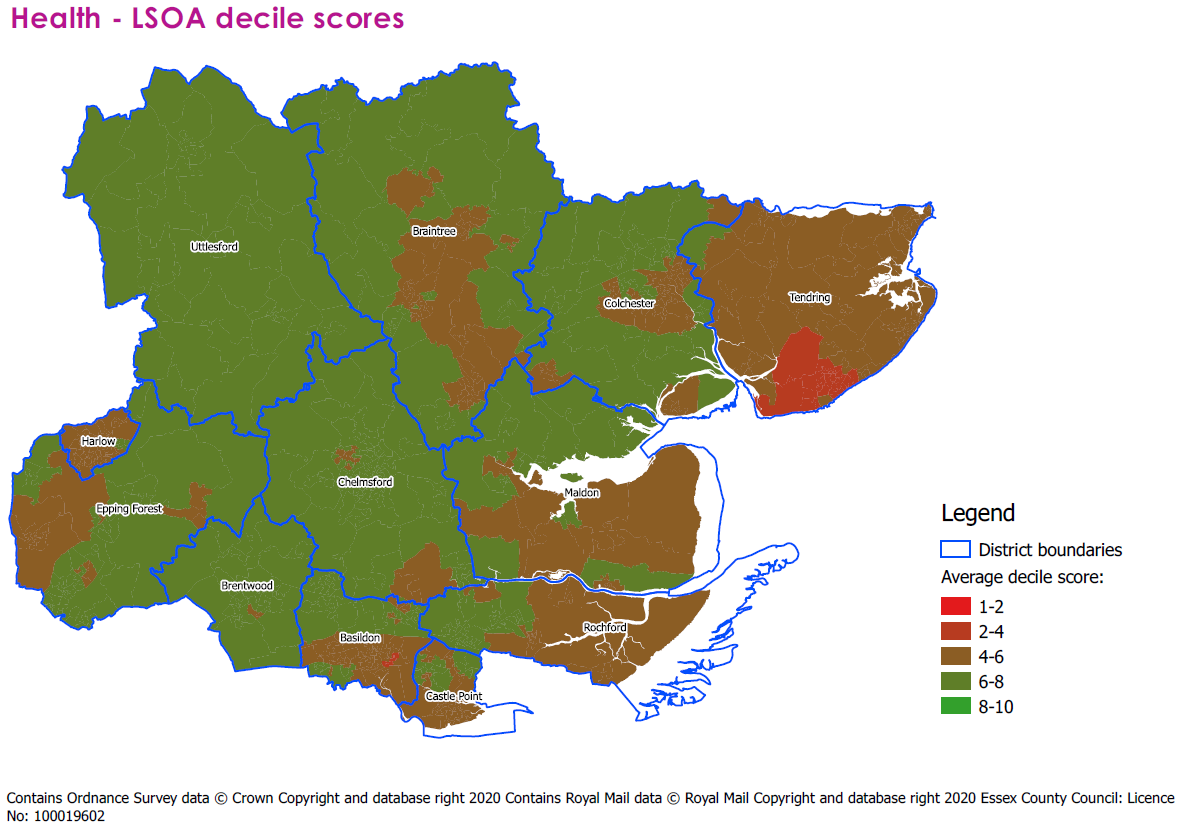 Health - LSOA decile scores
Uttlesford
Braintree
Colchester
Tendring
Harlow
Epping Forest
Chelmsford
Maldon
Brentwood
Basildon
Rochford
Castle Point
Legend
District boundaries
Average decile score:
1-2
2-4
4-6
6-8
8-10
Contains Ordnance Survey data © Crown Copyright and database right 2020 Contains Royal Mail data © Royal Mail Copyright and database right 2020 Essex County Council: Licence
No: 100019602